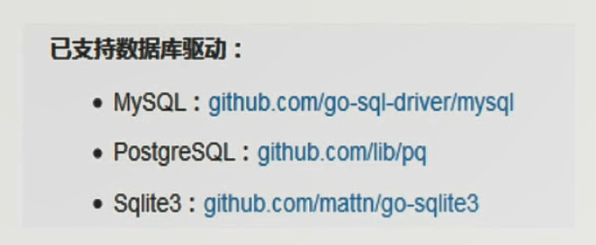 已支持数据库驱动：
MySQL：github.com/go-sql-driver/mysql
PostgreSQL：github.com/lib/pq
Sqlite3：github.com/mattn/go-sqlite3